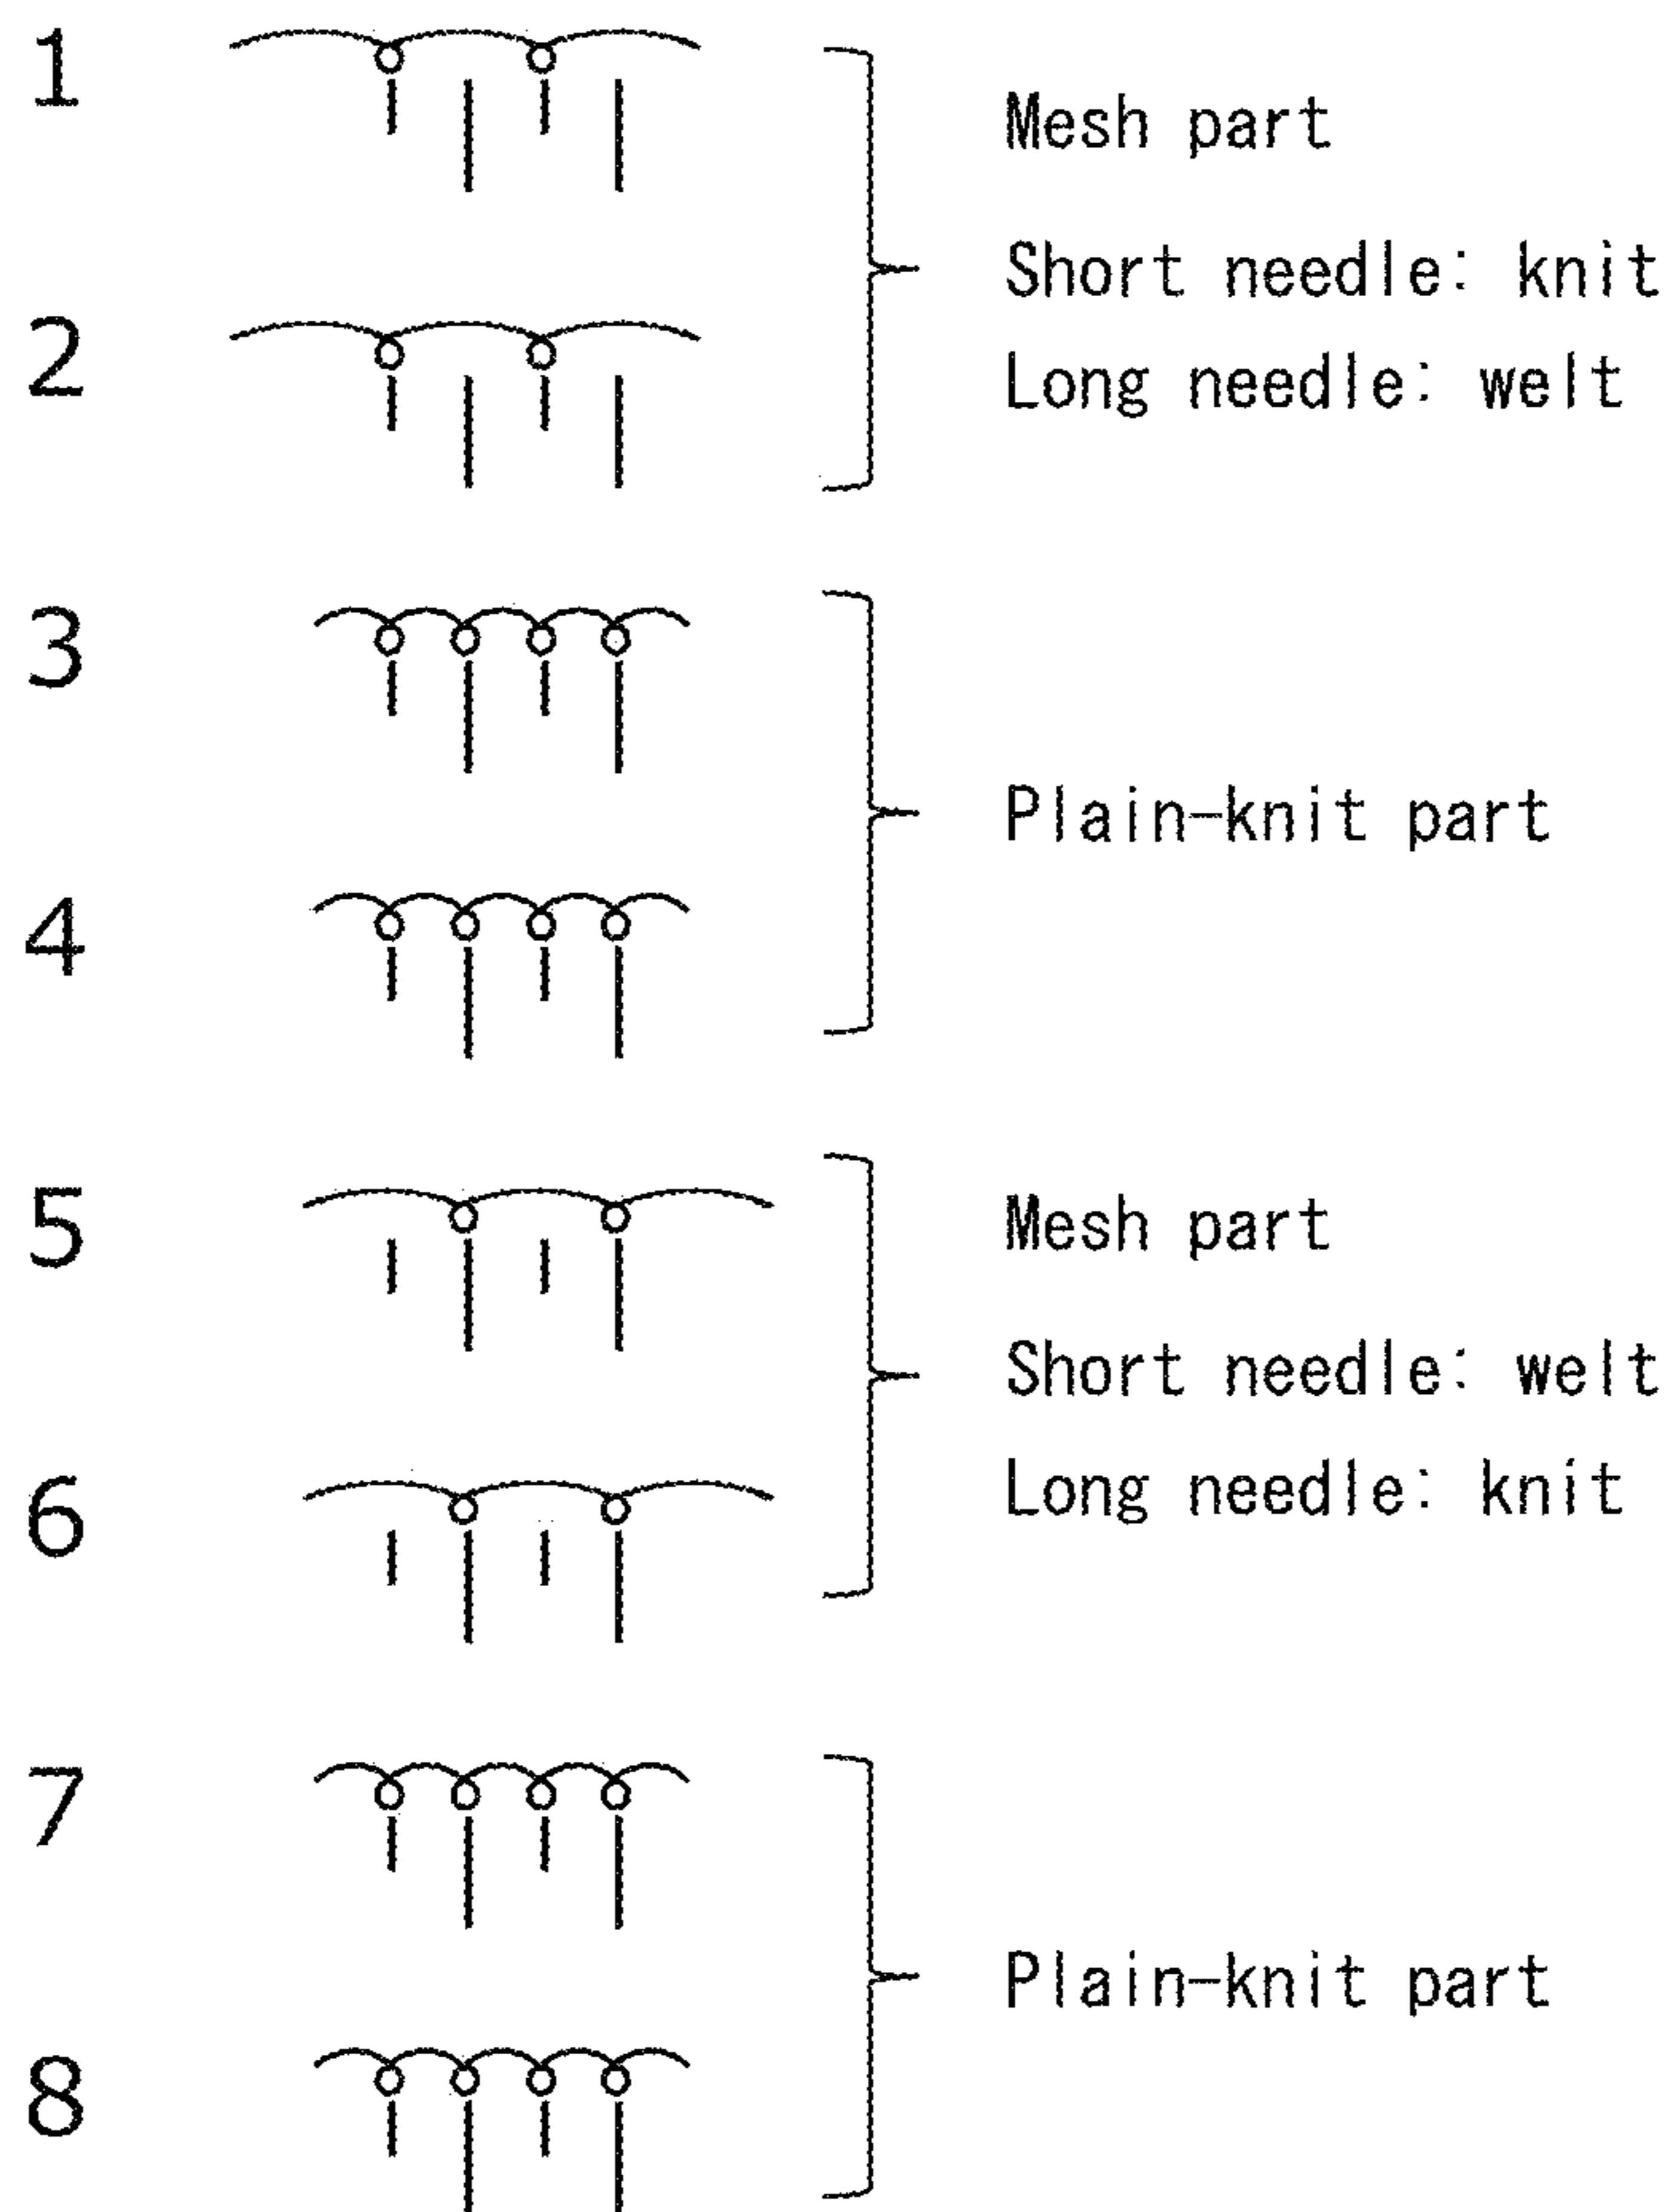 1
Mesh part
Short needle: knit
2
Long needle: welt
3
Plain-knit part
4
5
Mesh part
Short needle: welt
6
Long needle: knit
7
Plain-knit part
8